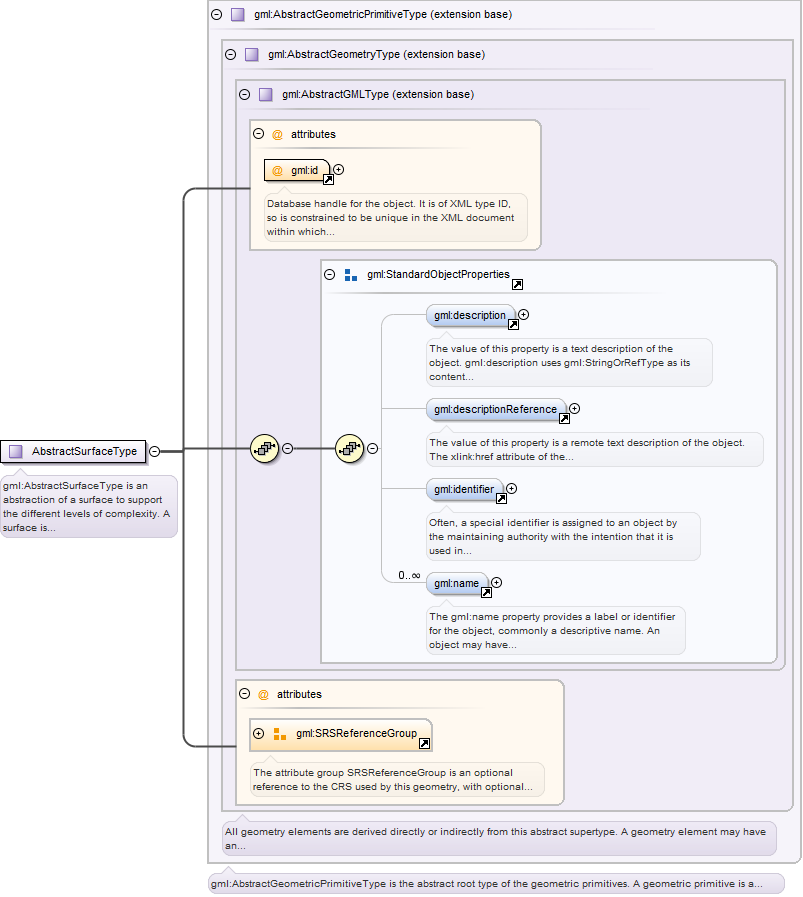 gml:AbstractGeometricPrimitiveType (extension base)
gml:AbstractGeometryType (extension base)
gml:AbstractGMLType (extension base)
@ attributes
@ gml:id
Database handle for the object. It is of XML type ID,
so is constrained to be unique in the XML document
within which...
gml:StandardObjectProperties
gml:description
The value of this property is a text description of the
object. gml:description uses gml:StringOrRefType as its
content...
gml:descriptionReference
The value of this property is a remote text description of the object.
The xlink:href attribute of the...
gml:identifier
Often, a special identifier is assigned to an object by
the maintaining authority with the intention that it is
used in...
0..∞
gml:name
The gml:name property provides a label or identifier
for the object, commonly a descriptive name. An
object may have...
AbstractSurfaceType
gml:AbstractSurfaceType is an
abstraction of a surface to support
the different levels of complexity. A
surface is...
@ attributes
gml:SRSReferenceGroup
The attribute group SRSReferenceGroup is an optional
reference to the CRS used by this geometry, with optional...
All geometry elements are derived directly or indirectly from this abstract supertype. A geometry element may have
an...
gml:AbstractGeometricPrimitiveType is the abstract root type of the geometric primitives. A geometric primitive is a...